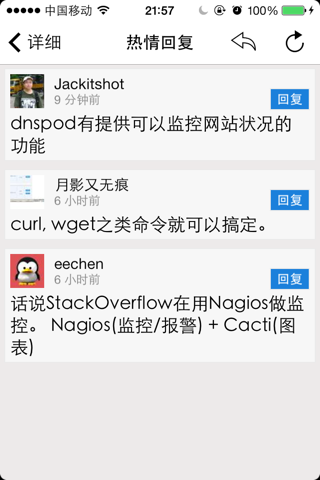 中国移动 21:57
详细 热情回复
Jackitshot
9 分钟前 回复
dnspod有提供可以监控网站状况的
功能
月影又无痕
6 小时前 回复
curl, wget之类命令就可以搞定。
eechen
6 小时前 回复
话说StackOverflow在用Nagios做监
控。 Nagios(监控/报警) + Cacti(图
表)